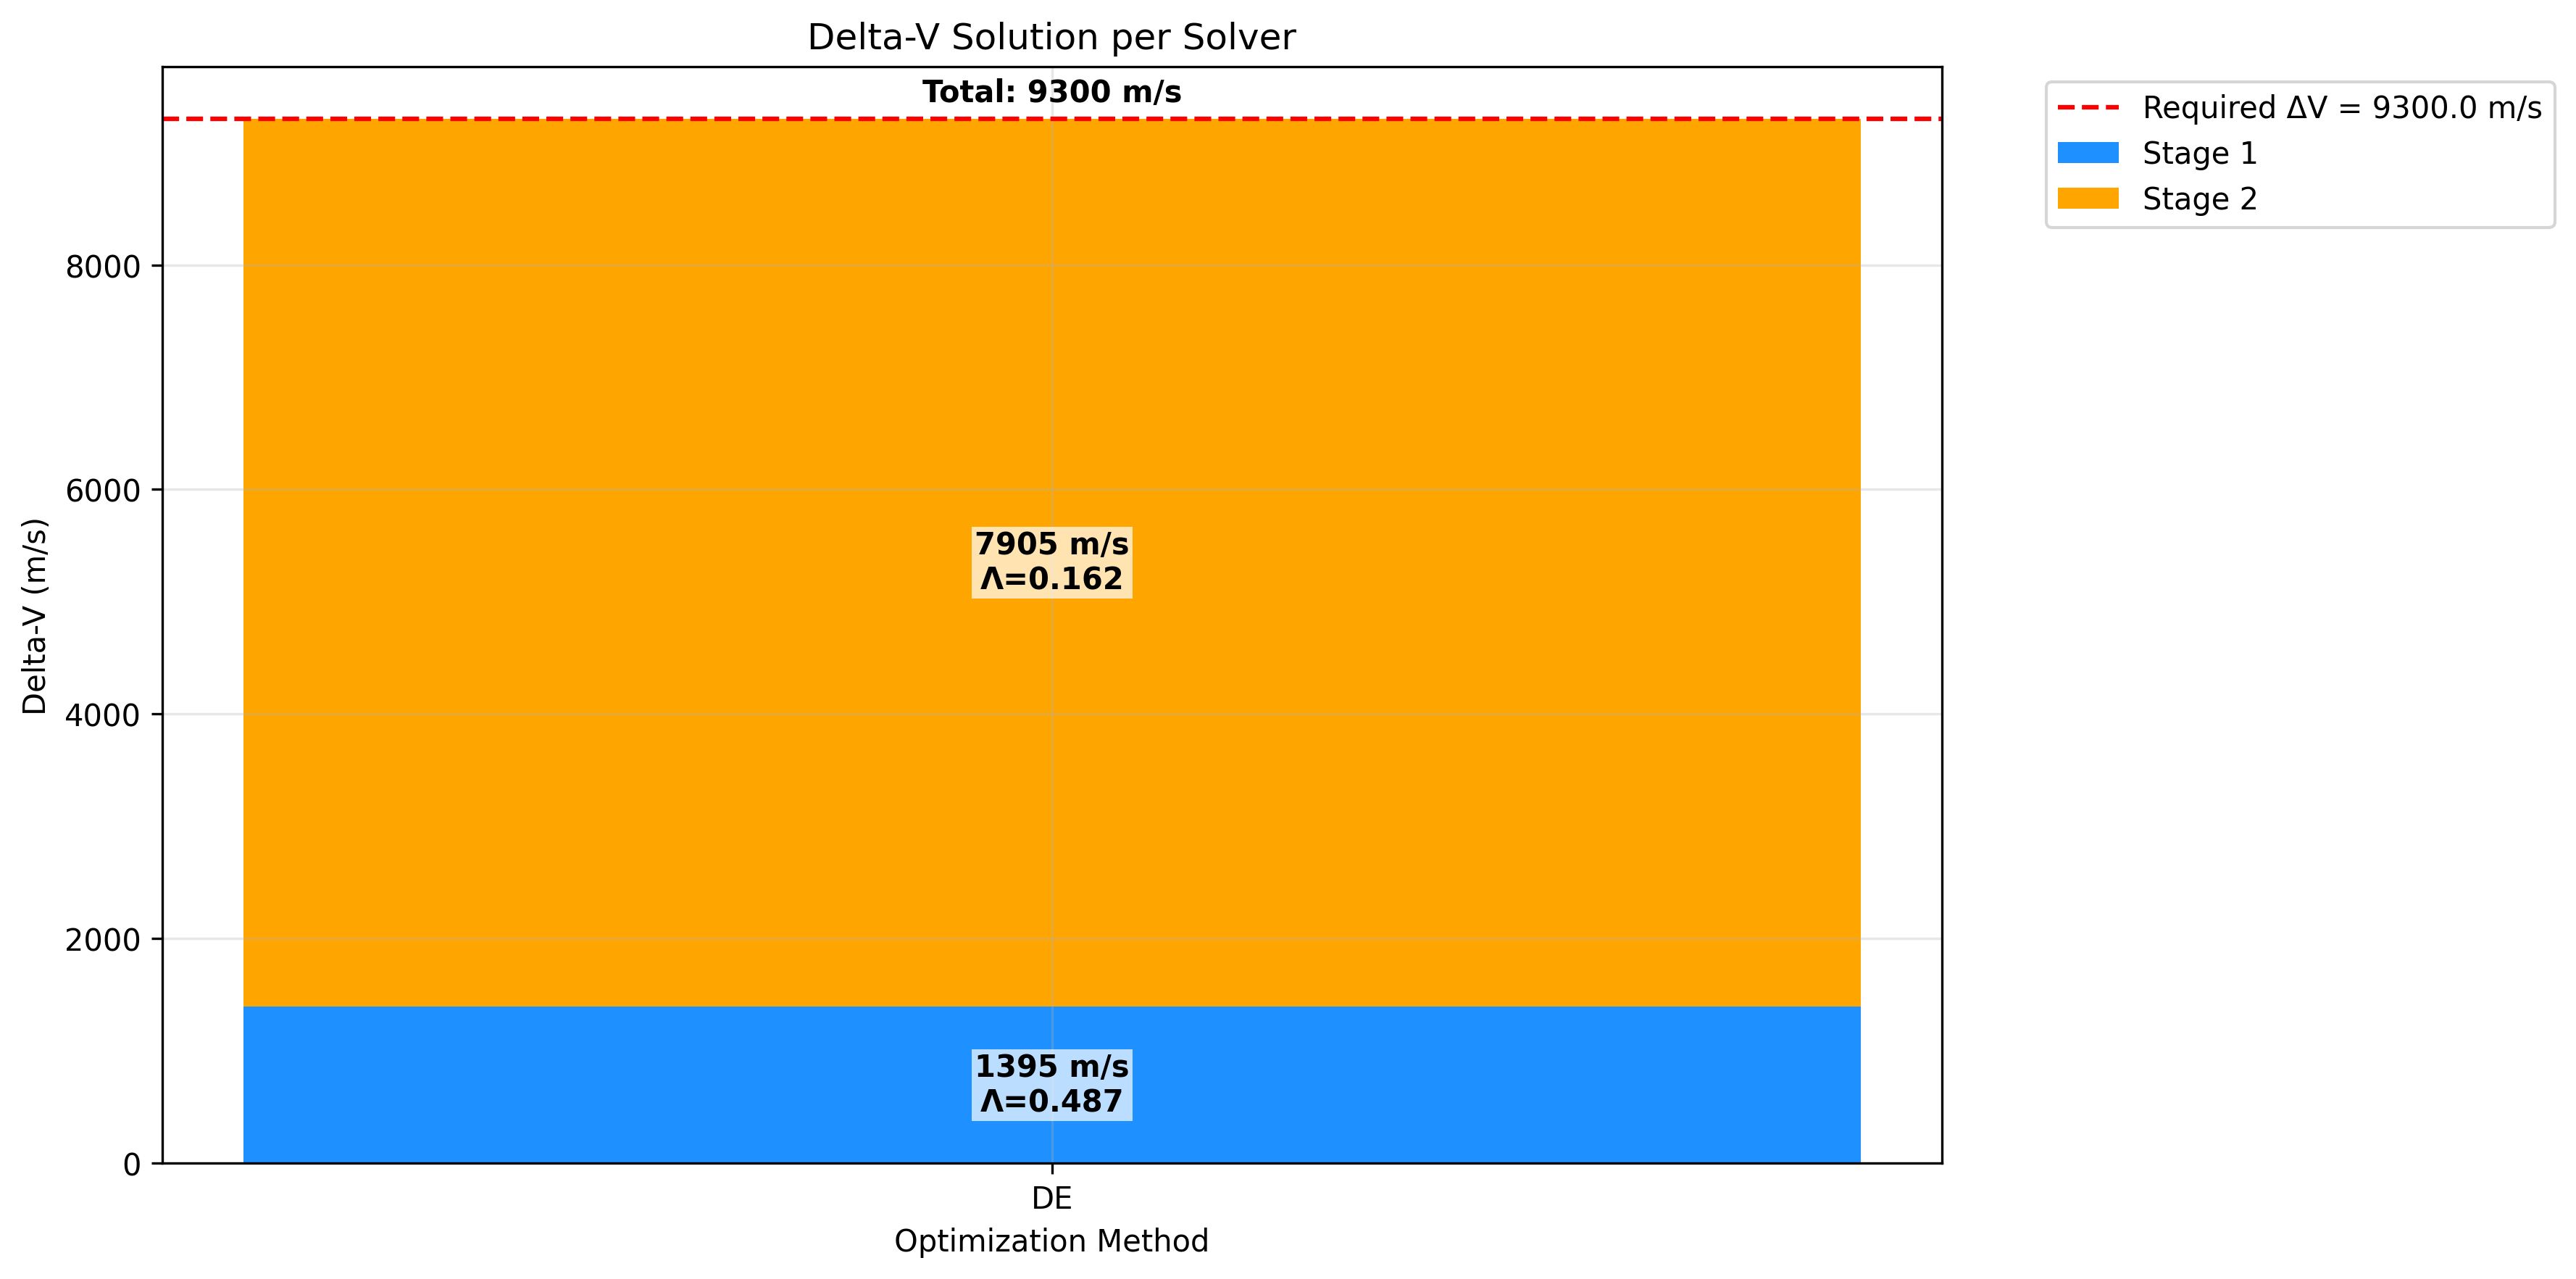 Delta-V Solution per Solver
Total: 9300 m/s
Required ΔV = 9300.0 m/s
Stage 1
Stage 2
8000
6000
4000
2000
0
Delta-V (m/s)
7905 m/s
Λ=0.162
1395 m/s
Λ=0.487
DE
Optimization Method